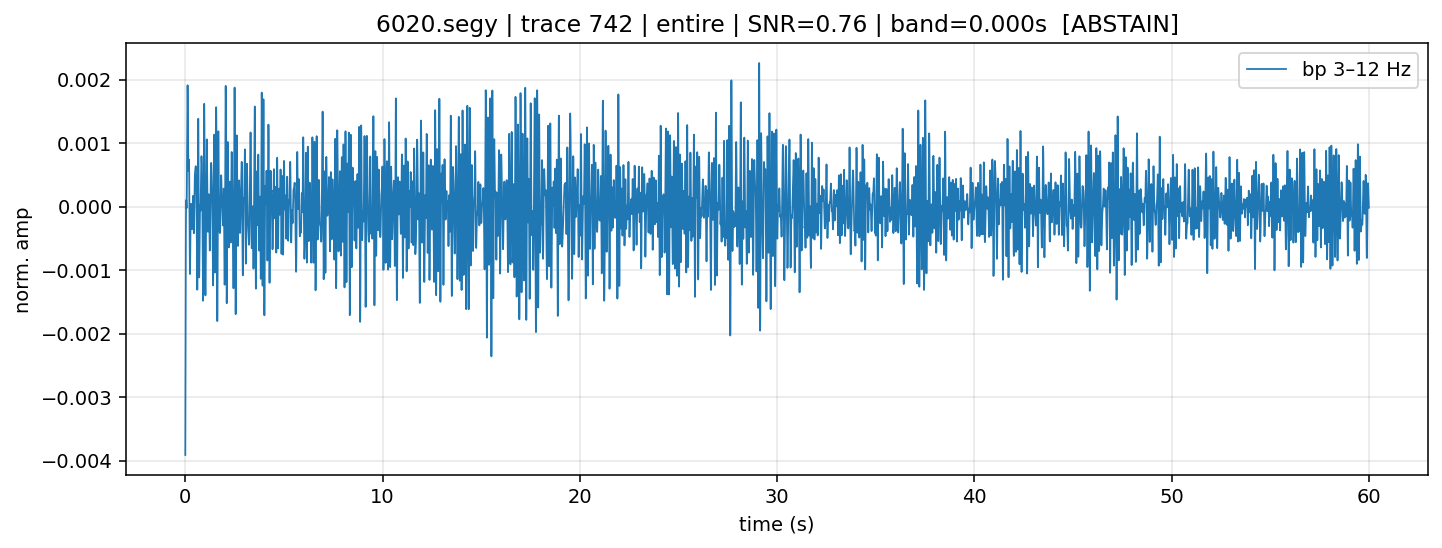 6020.segy | trace 742 | entire | SNR=0.76 | band=0.000s  [ABSTAIN]
bp 3–12 Hz
0.002
0.001
0.000
−0.001
−0.002
−0.003
−0.004
norm. amp
0 10 20 30 40 50 60
time (s)